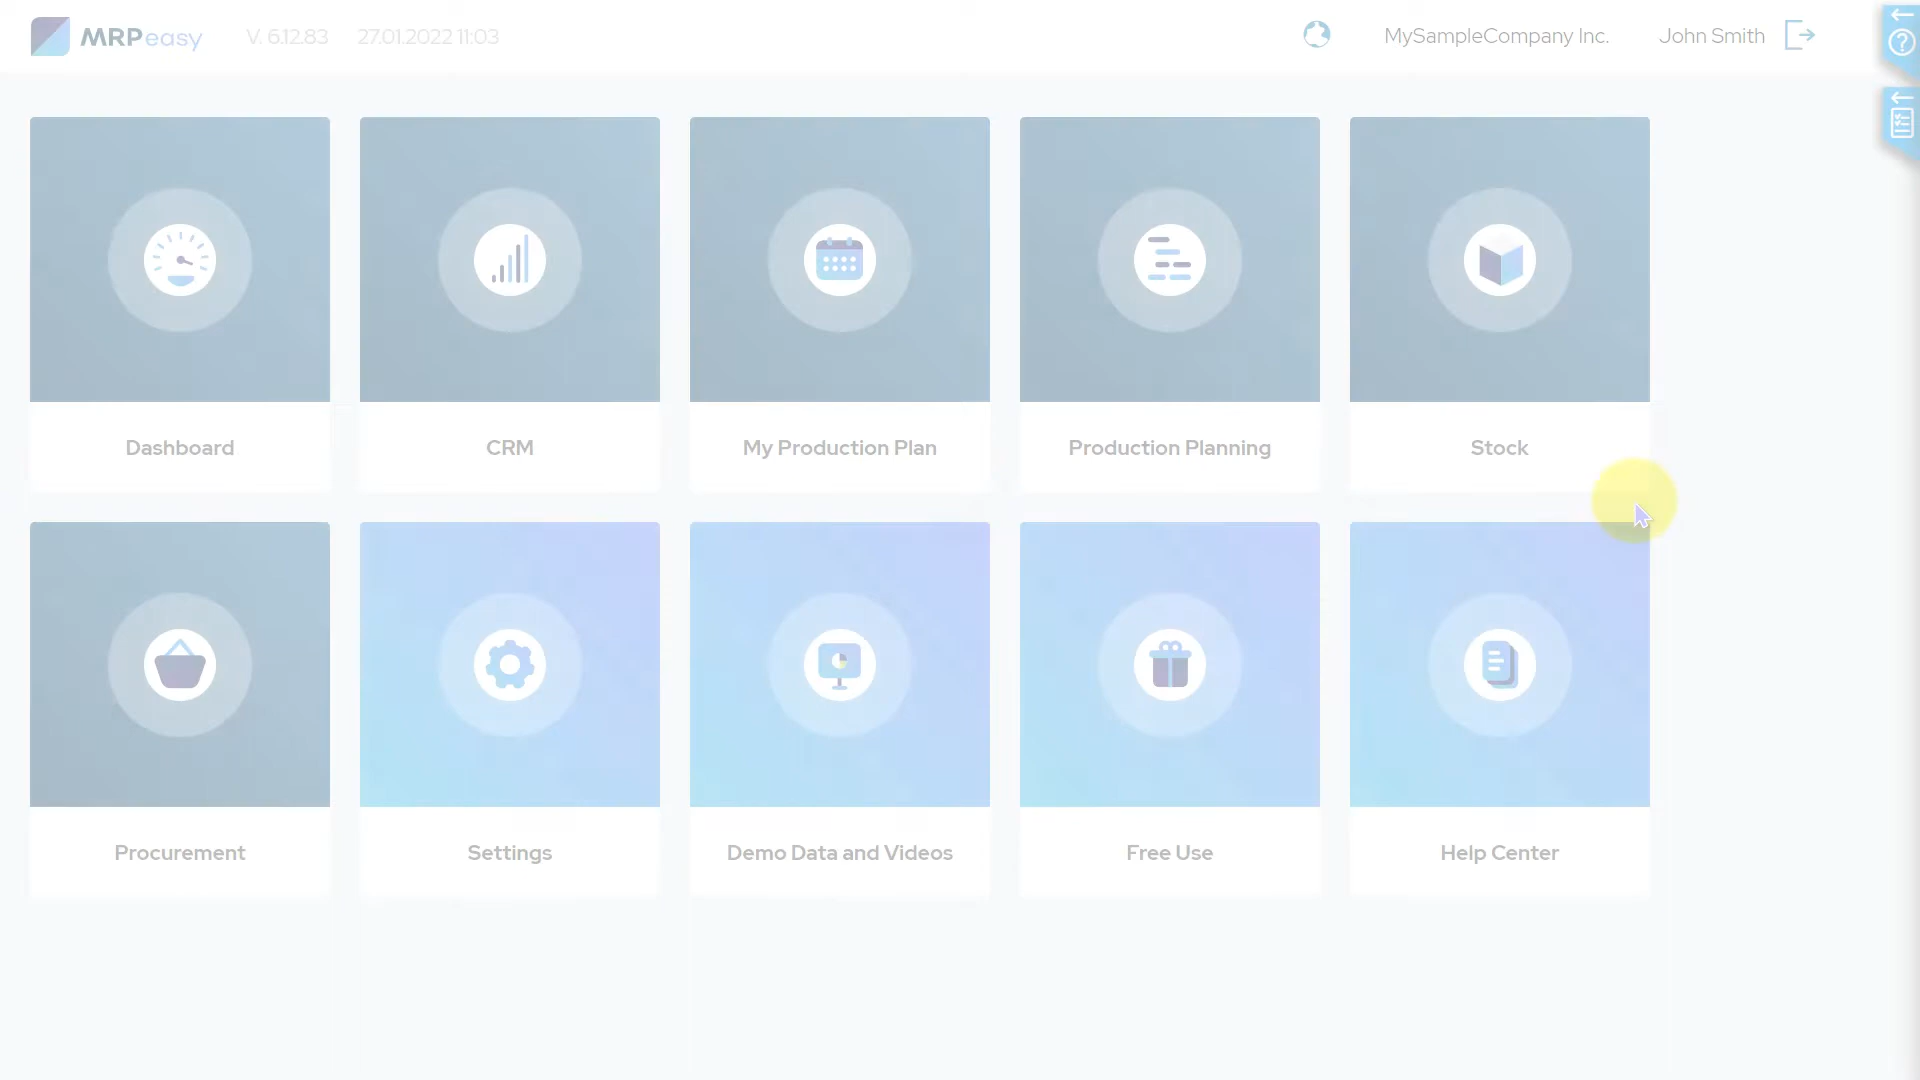 MRPeasy V. 6.12.83 27.01.2022 11:03 MySampleCompany Inc. John Smith
Dashboard CRM My Production Plan Production Planning Stock
Procurement Settings Demo Data and Videos Free Use Help Center